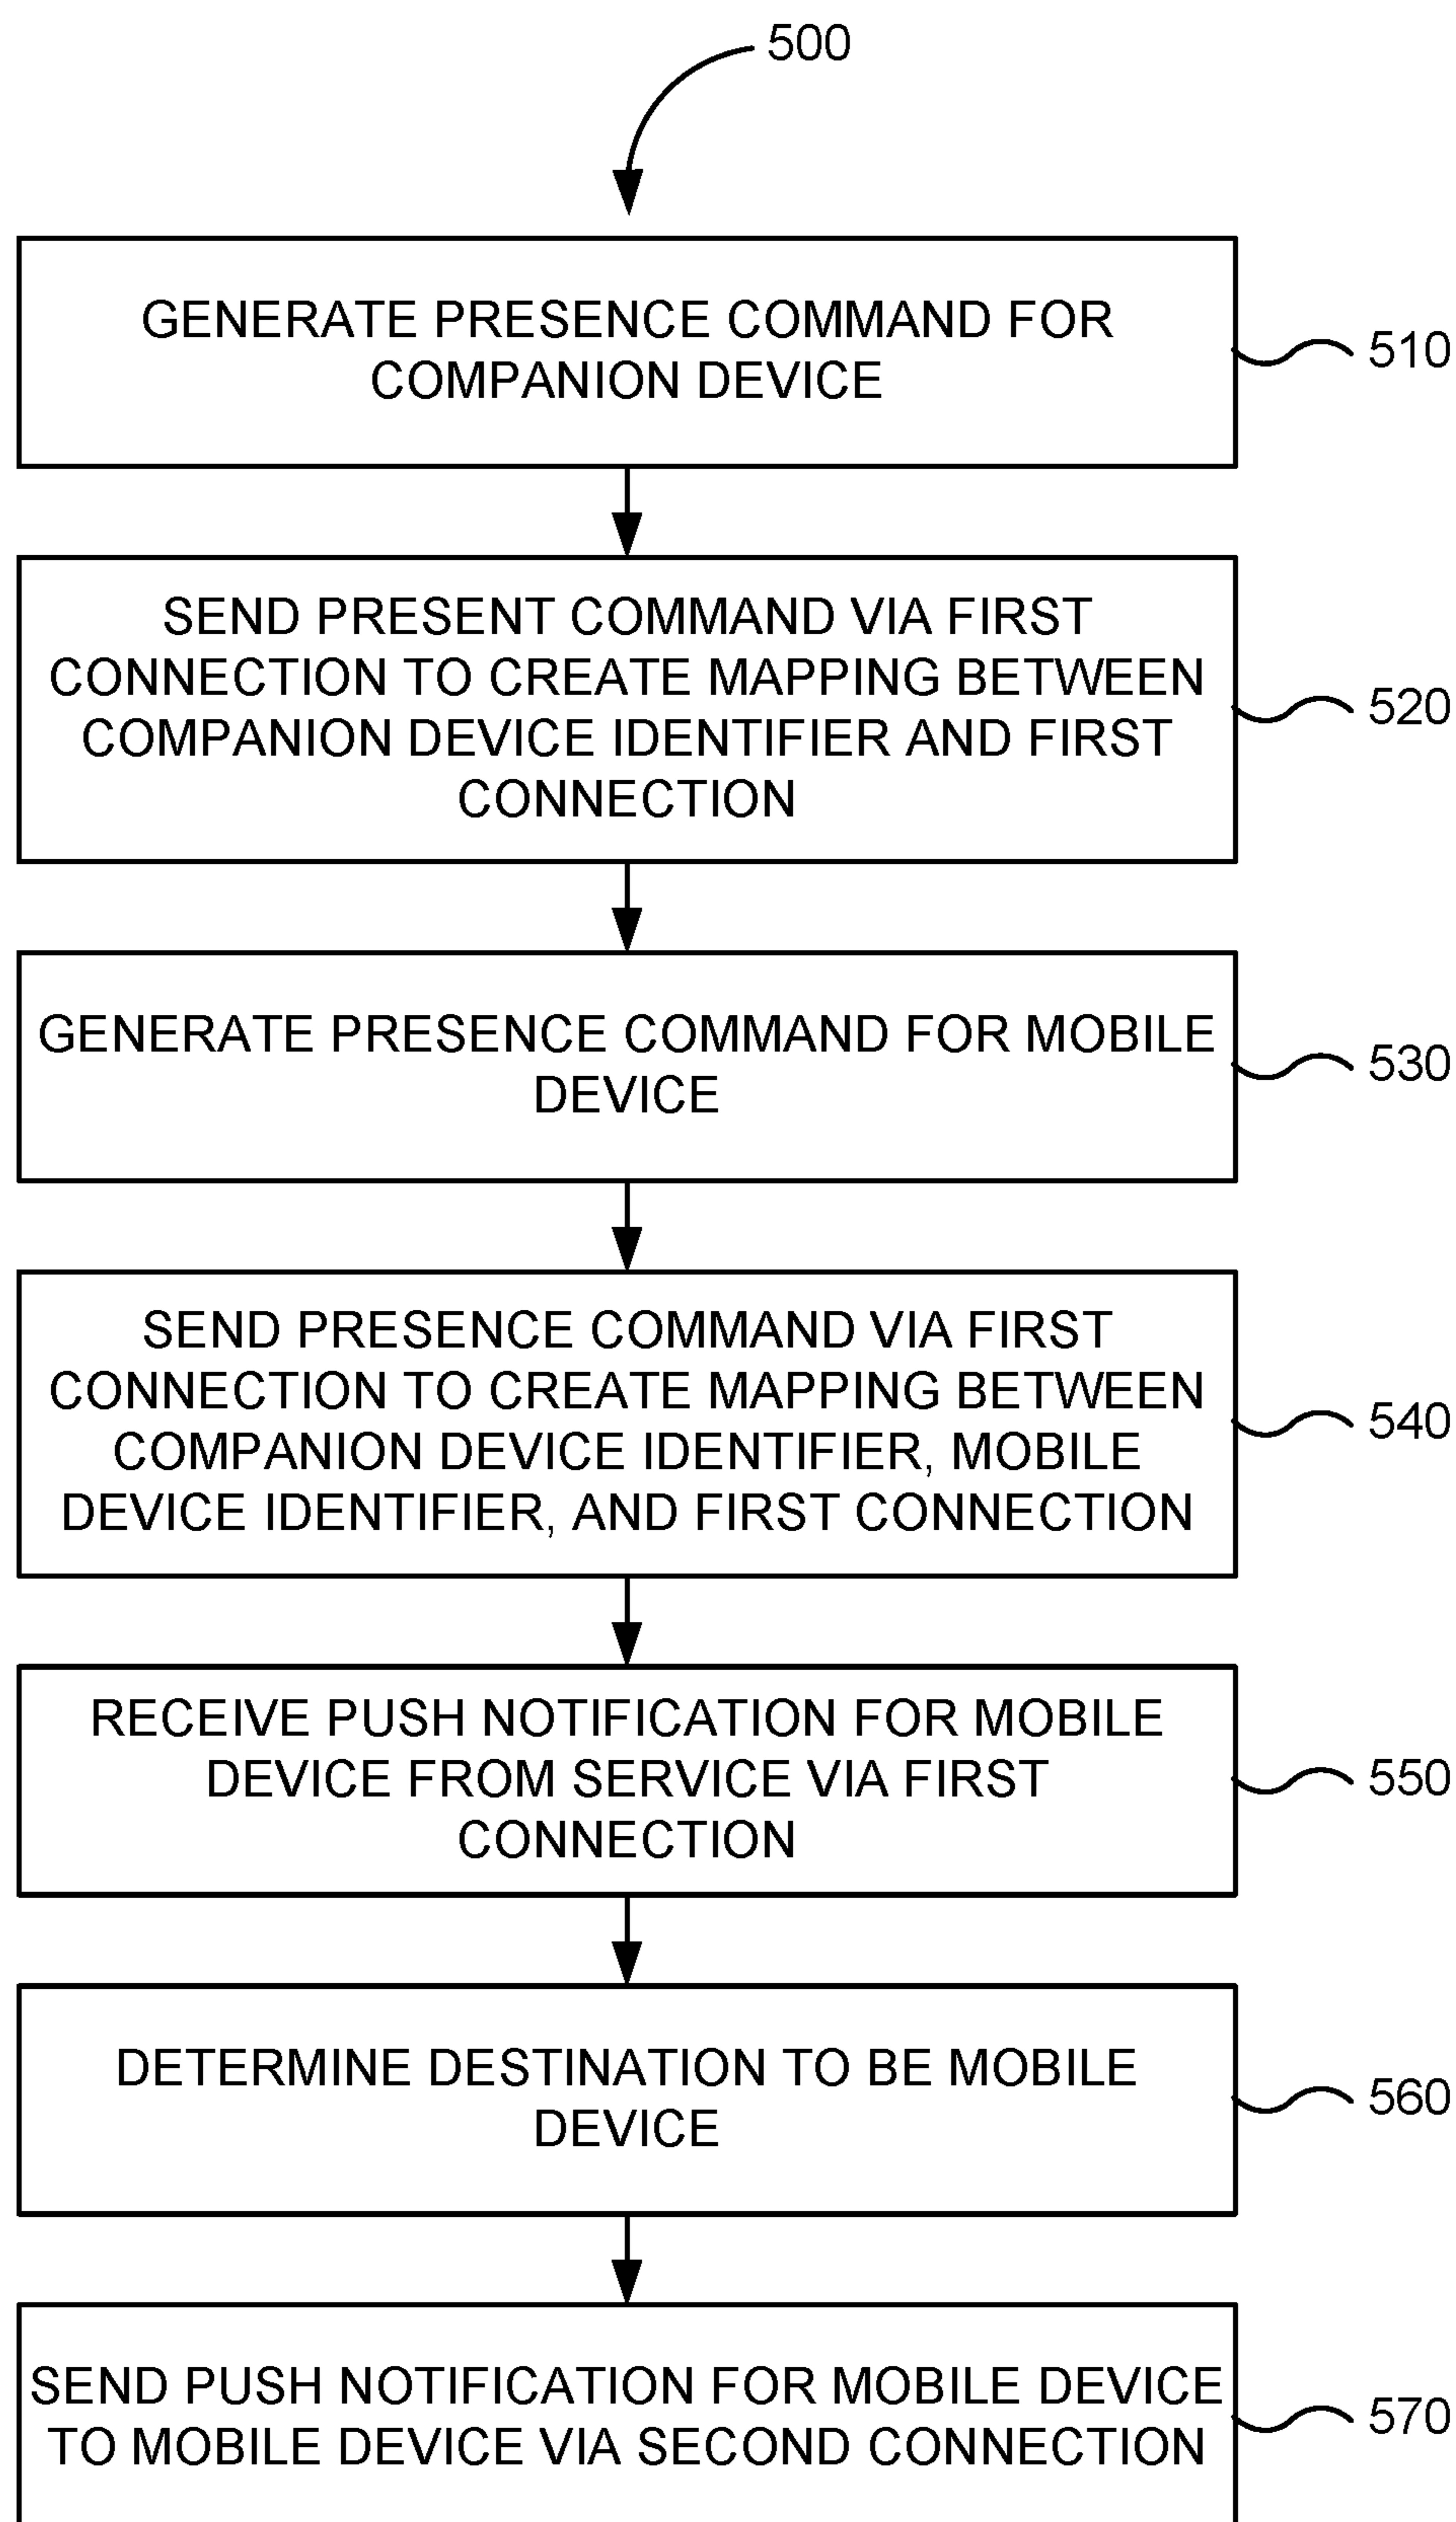 500
GENERATE PRESENCE COMMAND FOR
COMPANION DEVICE
510
SEND PRESENT COMMAND VIA FIRST
CONNECTION TO CREATE MAPPING BETWEEN
COMPANION DEVICE IDENTIFIER AND FIRST
CONNECTION
520
GENERATE PRESENCE COMMAND FOR MOBILE
DEVICE
530
SEND PRESENCE COMMAND VIA FIRST
CONNECTION TO CREATE MAPPING BETWEEN
COMPANION DEVICE IDENTIFIER, MOBILE
DEVICE IDENTIFIER, AND FIRST CONNECTION
540
RECEIVE PUSH NOTIFICATION FOR MOBILE
DEVICE FROM SERVICE VIA FIRST
CONNECTION
550
DETERMINE DESTINATION TO BE MOBILE
DEVICE
560
SEND PUSH NOTIFICATION FOR MOBILE DEVICE
TO MOBILE DEVICE VIA SECOND CONNECTION
570